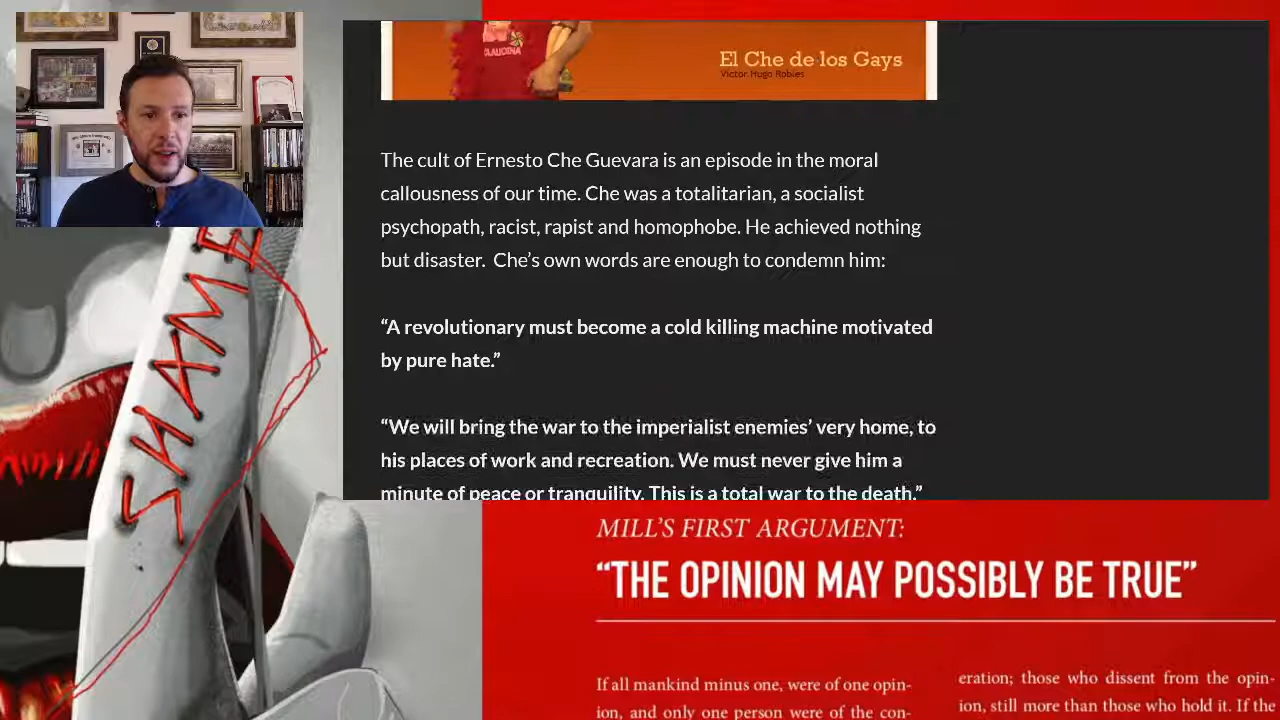 CLAUCINA
El Che de los Gays
Victor Hugo Robles
The cult of Ernesto Che Guevara is an episode in the moral
callousness of our time. Che was a totalitarian, a socialist
psychopath, racist, rapist and homophobe. He achieved nothing
but disaster.  Che’s own words are enough to condemn him:
“A revolutionary must become a cold killing machine motivated
by pure hate.”
“We will bring the war to the imperialist enemies’ very home, to
his places of work and recreation. We must never give him a
minute of peace or tranquility. This is a total war to the death.”
SHAME
MILL’S FIRST ARGUMENT:
“THE OPINION MAY POSSIBLY BE TRUE”
If all mankind minus one, were of one opin-
ion, and only one person were of the con-
eration; those who dissent from the opin-
ion, still more than those who hold it. If the